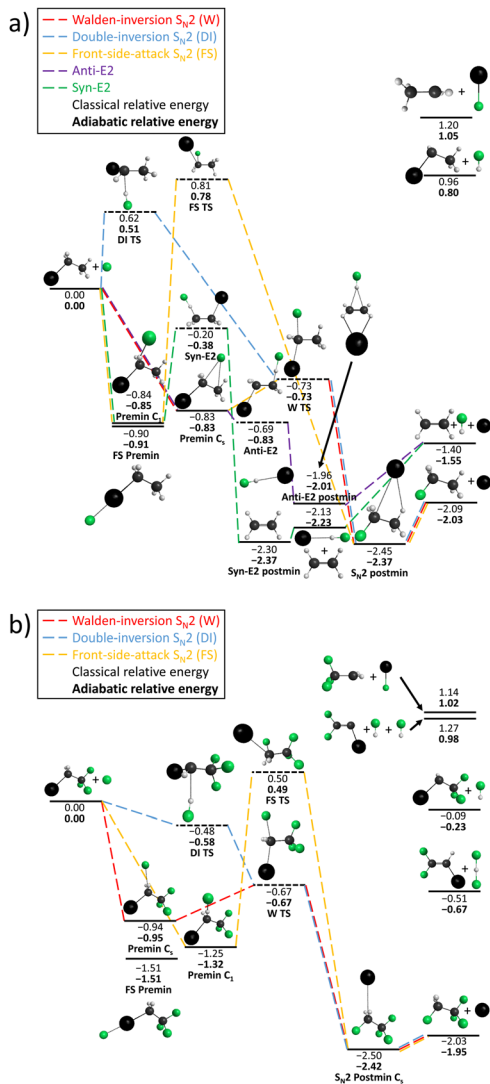 a)
Walden-inversion SN2 (W)
Double-inversion SN2 (DI)
Front-side-attack SN2 (FS)
Anti-E2
Syn-E2
Classical relative energy
Adiabatic relative energy
+
1.20
1.05
+
0.96
0.80
0.81
0.78
FS TS
0.62
0.51
DI TS
+
0.00
0.00
−0.20
−0.38
Syn-E2
−0.73
−0.73
W TS
−0.84
−0.85
Premin C1
−0.83
−0.83
Premin Cs
−0.90
−0.91
FS Premin
−0.69
−0.83
Anti-E2
+ +
−1.40
−1.55
−1.96
−2.01
Anti-E2 postmin
+
−2.09
−2.03
−2.13
−2.23
+
−2.30
−2.37
Syn-E2 postmin
−2.45
−2.37
SN2 postmin
b)
Walden-inversion SN2 (W)
Double-inversion SN2 (DI)
Front-side-attack SN2 (FS)
Classical relative energy
Adiabatic relative energy
+
1.14
1.02
+ +
1.27
0.98
+
0.00
0.00
0.50
0.49
FS TS
+
−0.09
−0.23
−0.48
−0.58
DI TS
−0.67
−0.67
W TS
+
−0.51
−0.67
−0.94
−0.95
Premin Cs
−1.25
−1.32
Premin C1
−1.51
−1.51
FS Premin
+
−2.03
−1.95
−2.50
−2.42
SN2 Postmin Cs